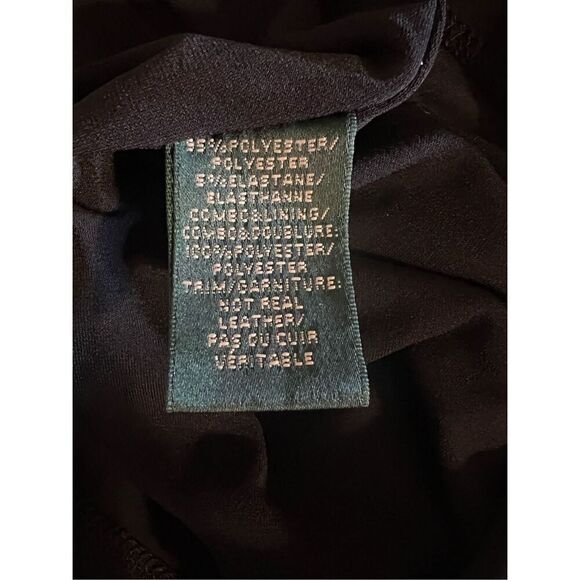 95%POLYESTER/
POLYESTER
5%ELASTANE/
ELASTHANNE
COMBO&LINING/
COMBO&DOUBLURE:
100%POLYESTER/
POLYESTER
TRIM/GARNITURE:
NOT REAL
LEATHER/
PAS DU CUIR
VÉRITABLE